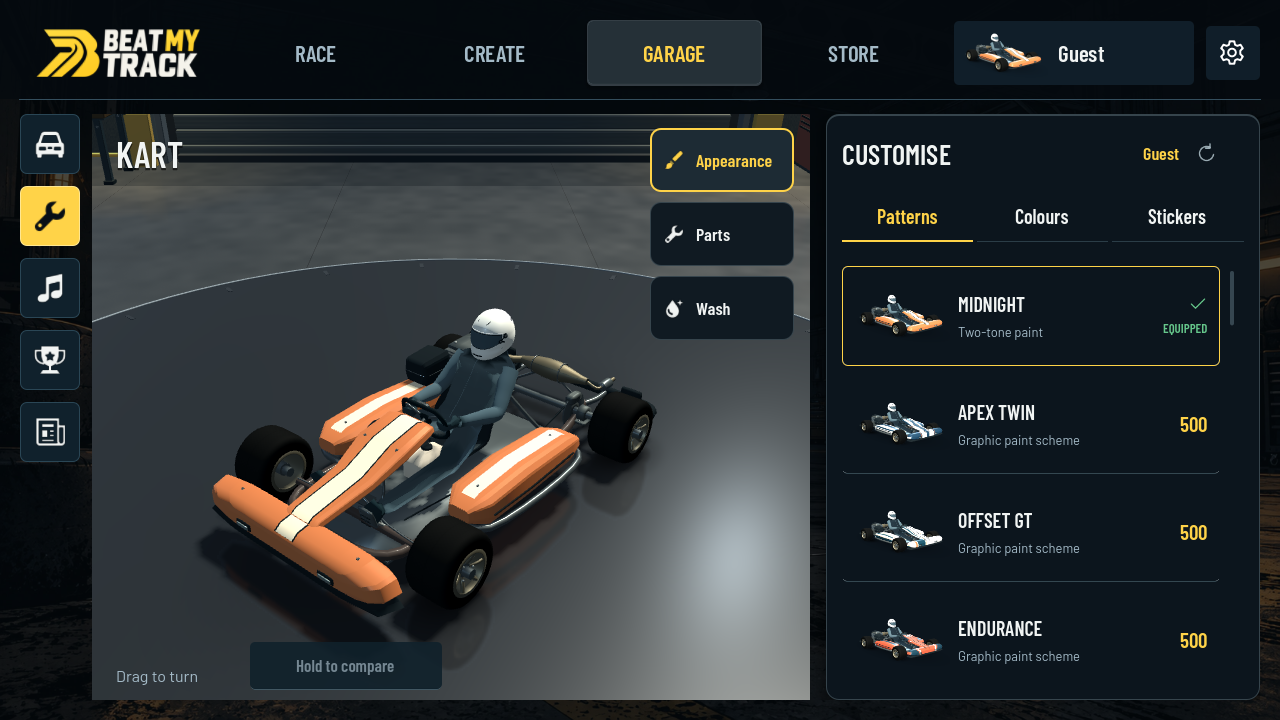 BEAT MY
TRACK
RACE
CREATE
GARAGE
STORE
Guest
KART
Appearance
Parts
Wash
Drag to turn
Hold to compare
CUSTOMISE
Guest
Patterns
Colours
Stickers
MIDNIGHT
Two-tone paint
EQUIPPED
APEX TWIN
Graphic paint scheme
500
OFFSET GT
Graphic paint scheme
500
ENDURANCE
Graphic paint scheme
500